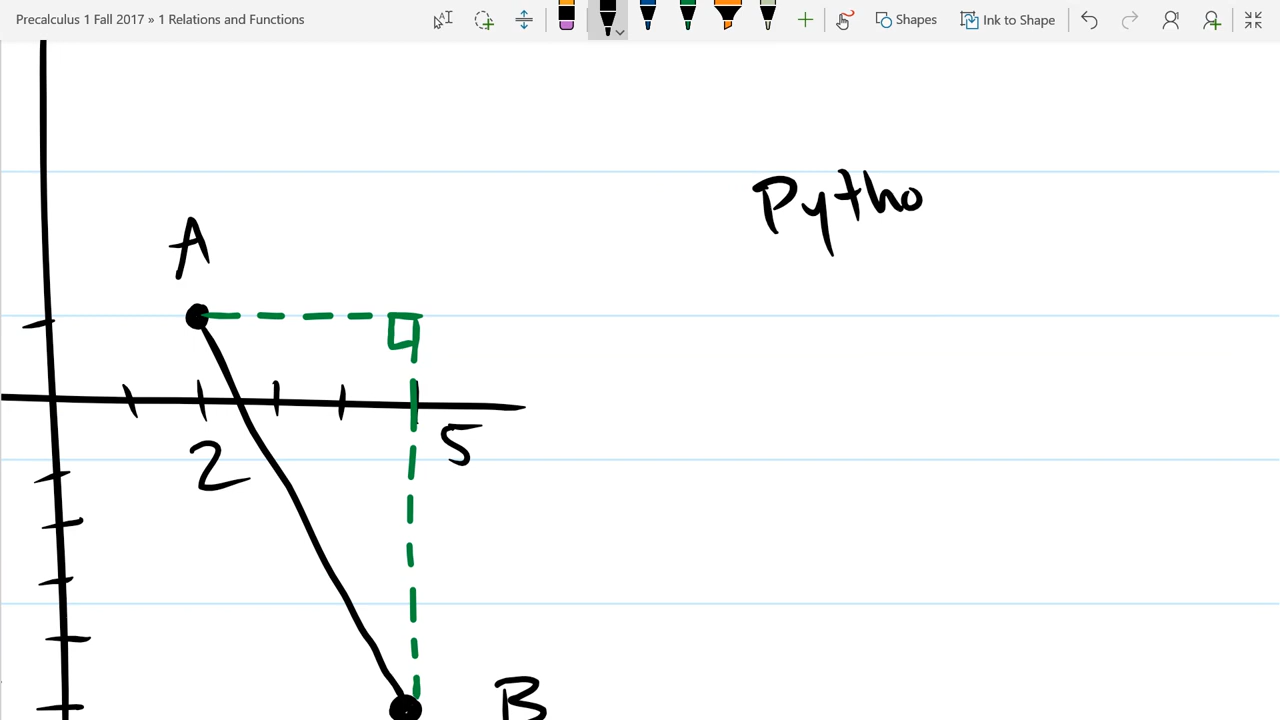 Precalculus 1 Fall 2017 » 1 Relations and Functions
Shapes
Ink to Shape
Pytho
A
2
5
B